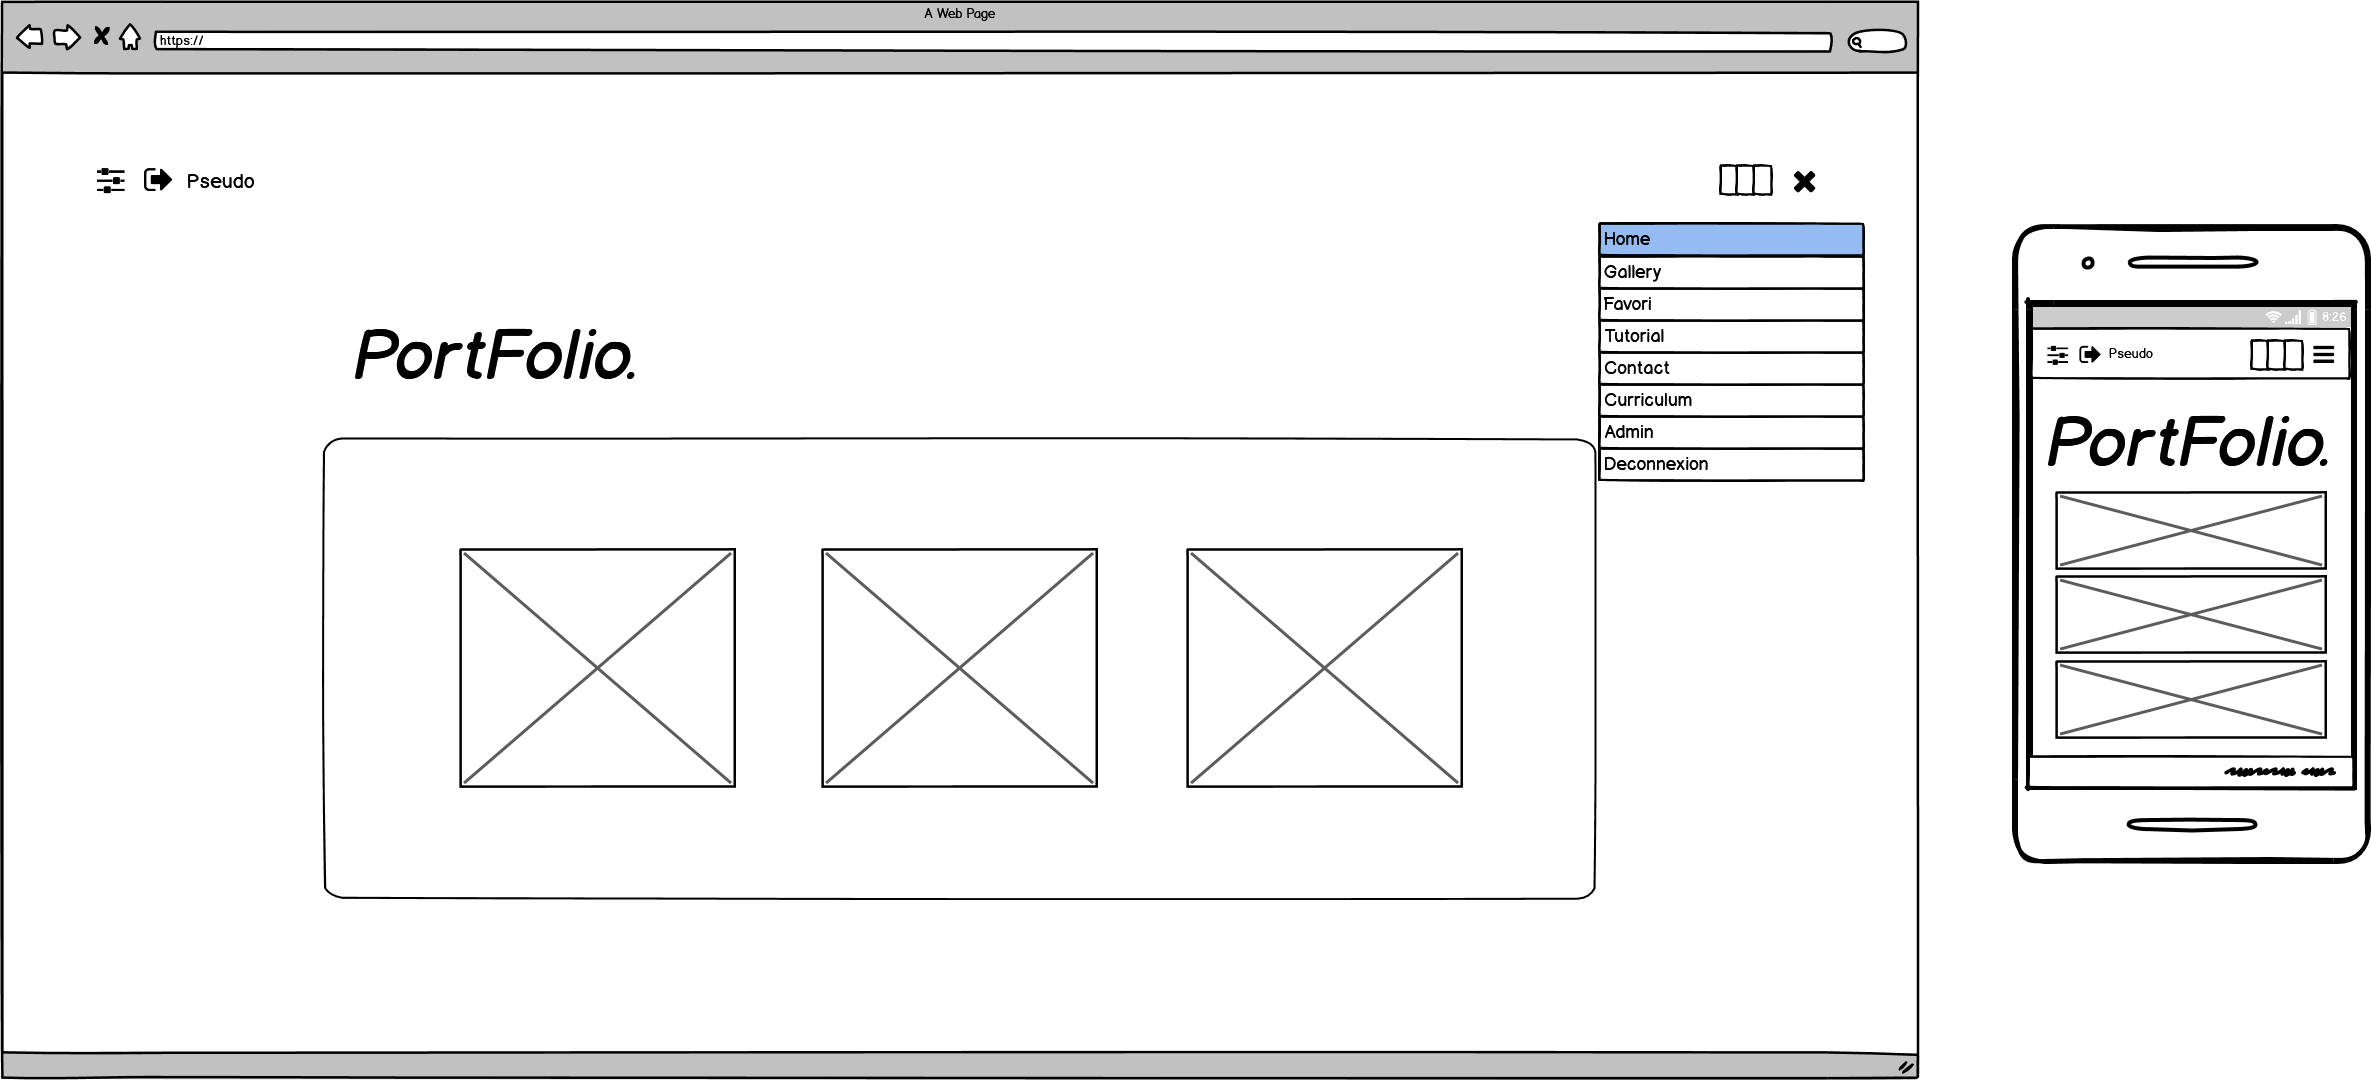 A Web Page
https://
Pseudo
Home
Gallery
Favori
Tutorial
Contact
Curriculum
Admin
Deconnexion
PortFolio.
8:26
Pseudo
PortFolio.